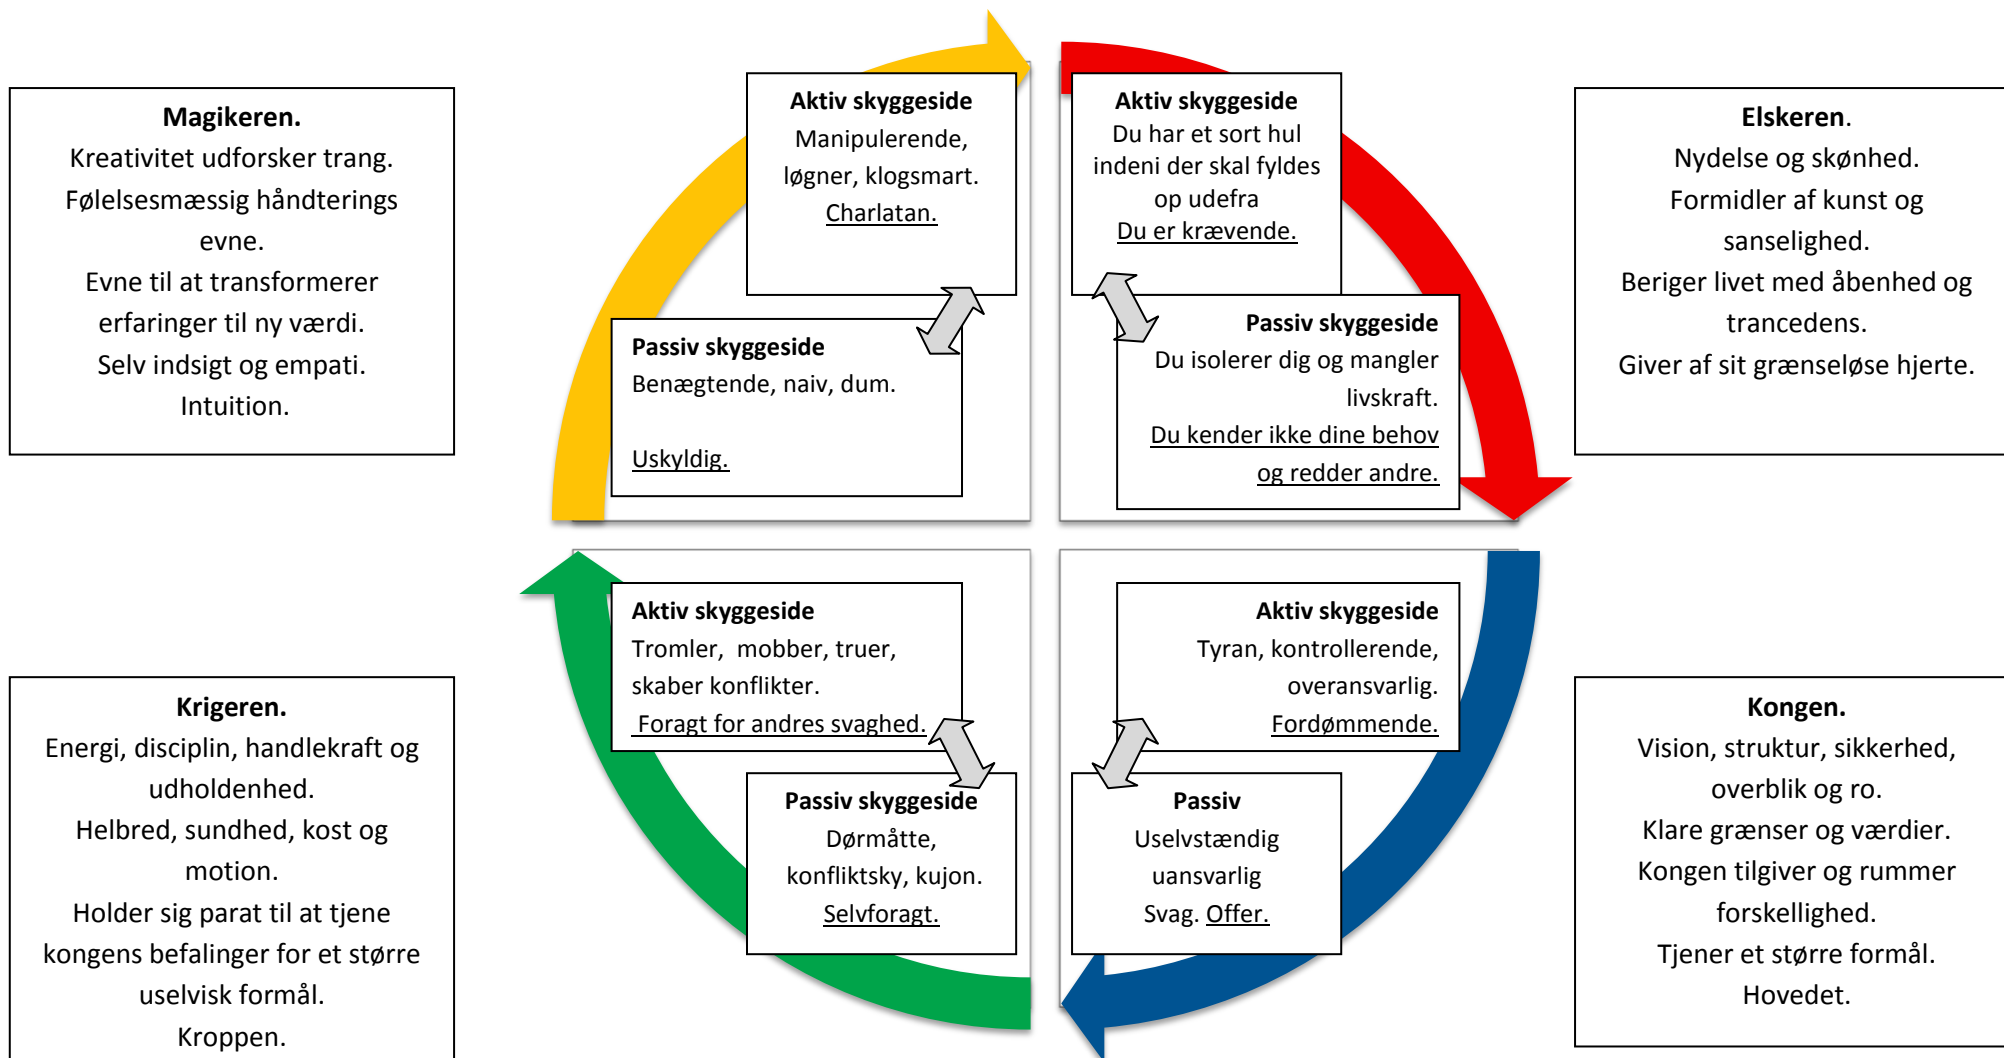 Magikeren.
Kreativitet udforsker trang.
Følelsesmæssig håndterings
evne.
Evne til at transformerer
erfaringer til ny værdi.
Selv indsigt og empati.
Intuition.
Aktiv skyggeside
Manipulerende,
løgner, klogsmart.
Charlatan.
Passiv skyggeside
Benægtende, naiv, dum.
Uskyldig.
Aktiv skyggeside
Du har et sort hul
indeni der skal fyldes
op udefra
Du er krævende.
Passiv skyggeside
Du isolerer dig og mangler
livskraft.
Du kender ikke dine behov
og redder andre.
Elskeren.
Nydelse og skønhed.
Formidler af kunst og
sanselighed.
Beriger livet med åbenhed og
trancedens.
Giver af sit grænseløse hjerte.
Krigeren.
Energi, disciplin, handlekraft og
udholdenhed.
Helbred, sundhed, kost og
motion.
Holder sig parat til at tjene
kongens befalinger for et større
uselvisk formål.
Kroppen.
Aktiv skyggeside
Tromler, mobber, truer,
skaber konflikter.
Foragt for andres svaghed.
Passiv skyggeside
Dørmåtte,
konfliktsky, kujon.
Selvforagt.
Aktiv skyggeside
Tyran, kontrollerende,
overansvarlig.
Fordømmende.
Passiv
Uselvstændig
uansvarlig
Svag. Offer.
Kongen.
Vision, struktur, sikkerhed,
overblik og ro.
Klare grænser og værdier.
Kongen tilgiver og rummer
forskellighed.
Tjener et større formål.
Hovedet.